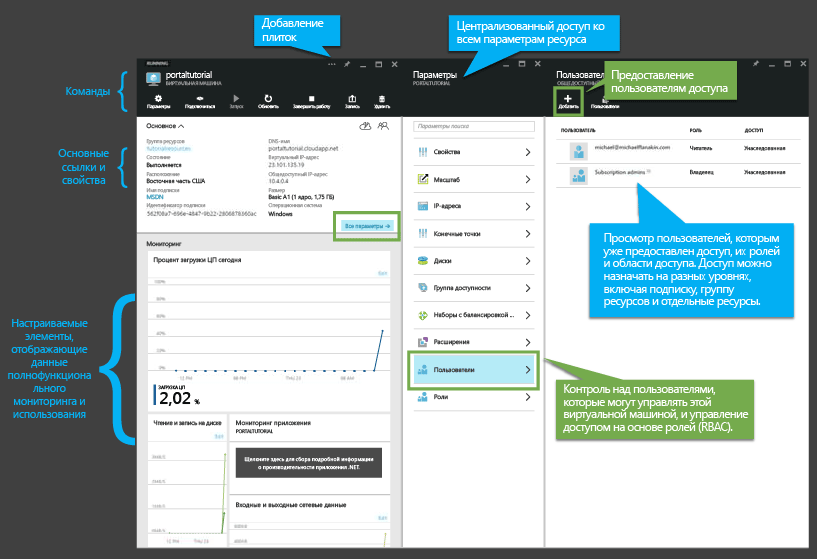 Добавление
плиток
Централизованный доступ ко
всем параметрам ресурса
RUNNING
portaltutorial
ВИРТУАЛЬНАЯ МАШИНА
Команды
Параметры
Подключиться
Запуск
Обновить
Завершить работу
Запись
Удалить
Параметры
PORTALTUTORIAL
Пользователи
Предоставление
пользователям доступа
Добавить
Пользователи
Основные
ссылки и
свойства
Основное
Группа ресурсов
tutorialresources
Состояние
Выполняется
Расположение
Восточная часть США
Имя подписки
MSDN
Идентификатор подписки
DNS-имя
portaltutorial.cloudapp.net
Виртуальный IP-адрес
23.101.135.19
Общедоступный IP-адрес
10.4.0.4
Размер
Basic A1 (1 ядро, 1,75 ГБ)
Операционная система
Windows
Все параметры →
Параметры поиска
Свойства
Масштаб
IP-адреса
Конечные точки
Диски
Группа доступности
Наборы с балансировкой ...
Расширения
Пользователи
Роли
ПОЛЬЗОВАТЕЛЬ РОЛЬ ДОСТУП
michael@michaelflanakin.com Читатель Унаследованная
Subscription admins Владелец Унаследованная
Просмотр пользователей, которым
уже предоставлен доступ, их ролей
и области доступа. Доступ можно
назначать на разных уровнях,
включая подписку, группу
ресурсов и отдельные ресурсы.
Контроль над пользователями,
которые могут управлять этой
виртуальной машиной, и управление
доступом на основе ролей (RBAC).
Настраиваемые
элементы,
отображающие
данные
полнофункциона
льного
мониторинга и
использования
Мониторинг
Процент загрузки ЦП сегодня
Edit
100%
80%
60%
40%
20%
0%
12 PM
06 PM
THU 23
06 AM
ЗАГРУЗКА ЦП
2,02 %
Чтение и запись на диске
Edit
12 PM
THU 23
Мониторинг приложения
PORTALTUTORIAL
Щелкните здесь для сбора подробной информации
о производительности приложения .NET.
Входные и выходные сетевые данные
Edit